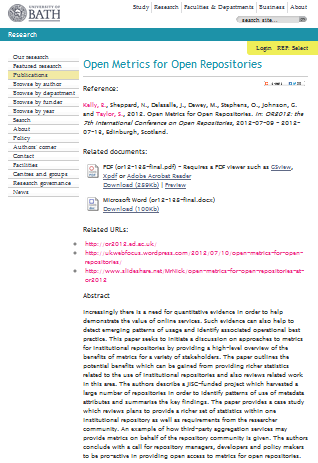 UNIVERSITY OF
BATH
Study | Research | Faculties & Departments | Business | About
search site...
Research
Login REF Select
Our research
Featured research
Publications
Browse by author
Browse by department
Browse by funder
Browse by year
Search
About
Policy
Authors' corner
Contact
Facilities
Centres and groups
Research governance
News
Open Metrics for Open Repositories
Reference:
Kelly, B., Sheppard, N., Delasalle, J., Dewey, M., Stephens, O., Johnson, G.
and Taylor, S., 2012. Open Metrics for Open Repositories. In: OR2012: the
7th International Conference on Open Repositories, 2012-07-09 - 2012-
07-13, Edinburgh, Scotland.
Related documents:
PDF (or12-135-final.pdf) - Requires a PDF viewer such as GSview,
Xpdf or Adobe Acrobat Reader
Download (259Kb) | Preview
Microsoft Word (or12-135-final.docx)
Download (100Kb)
Related URLs:
http://or2012.ed.ac.uk/
http://ukwebfocus.wordpress.com/2012/07/10/open-metrics-for-open-
repositories/
http://www.slideshare.net/MrNick/open-metrics-for-open-repositories-at-
or2012
Abstract
Increasingly there is a need for quantitative evidence in order to help
demonstrate the value of online services. Such evidence can also help to
detect emerging patterns of usage and identify associated operational best
practice. This paper seeks to initiate a discussion on approaches to metrics
for institutional repositories by providing a high-level overview of the
benefits of metrics for a variety of stakeholders. The paper outlines the
potential benefits which can be gained from providing richer statistics
related to the use of institutional repositories and also reviews related work
in this area. The authors describe a JISC-funded project which harvested a
large number of repositories in order to identify patterns of use of metadata
attributes and summarise the key findings. The paper provides a case study
which reviews plans to provide a richer set of statistics within one
institutional repository as well as requirements from the researcher
community. An example of how third-party aggregation services may
provide metrics on behalf of the repository community is given. The authors
conclude with a call for repository managers, developers and policy makers
to be pro-active in providing open access to metrics for open repositories.